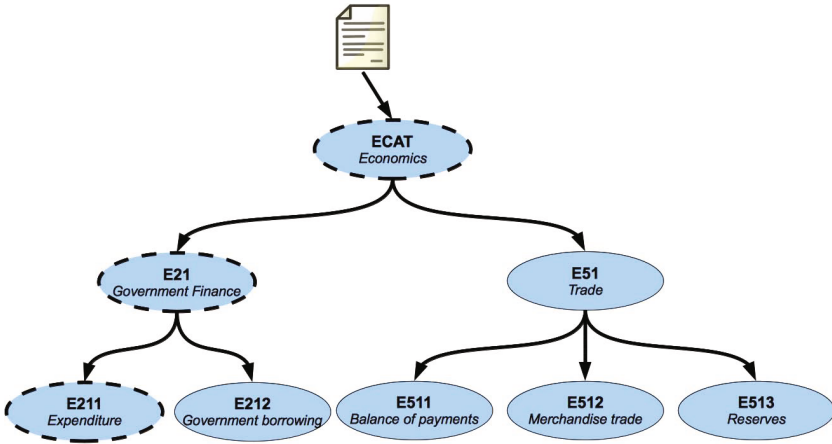 ECAT
Economics
E21
Government Finance
E51
Trade
E211
Expenditure
E212
Government borrowing
E511
Balance of payments
E512
Merchandise trade
E513
Reserves